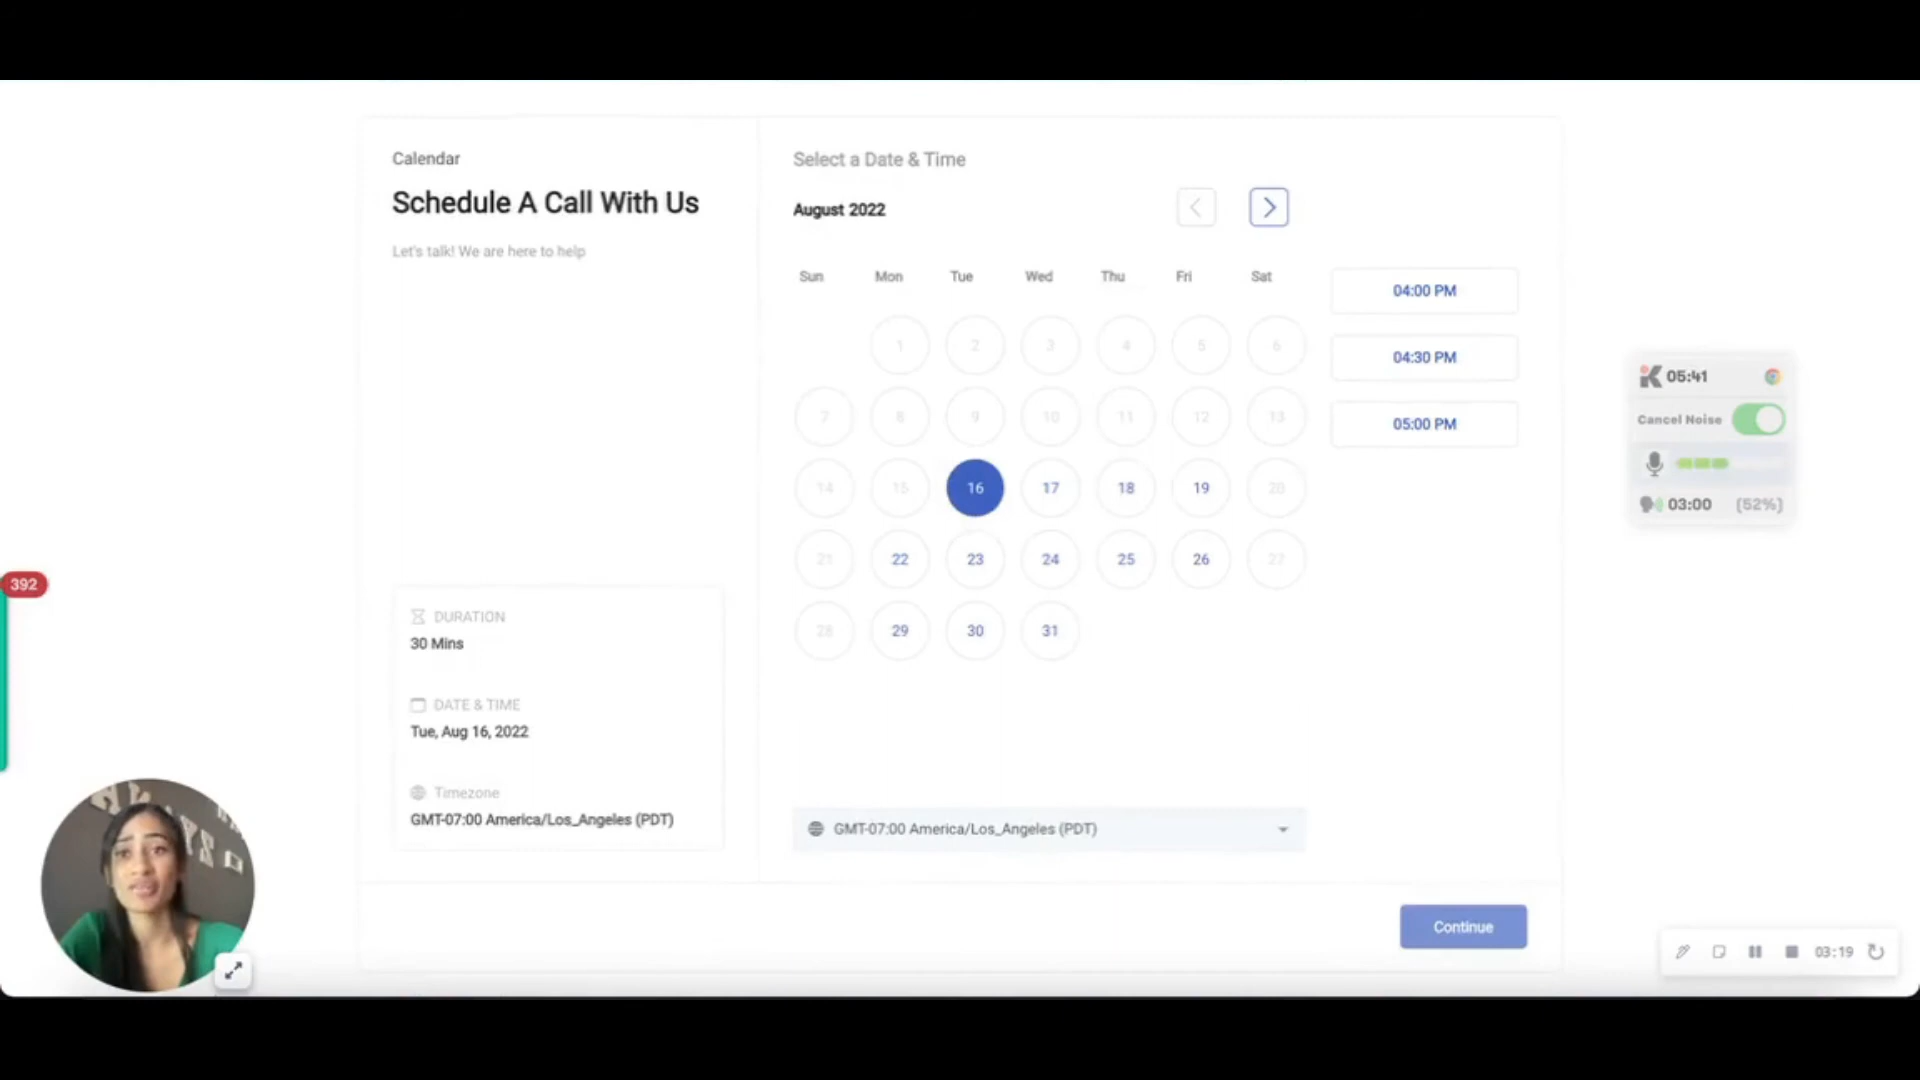 Calendar
Schedule A Call With Us
Let's talk! We are here to help
DURATION
30 Mins
DATE & TIME
Tue, Aug 16, 2022
Timezone
GMT-07:00 America/Los_Angeles (PDT)
Select a Date & Time
August 2022
Sun Mon Tue Wed Thu Fri Sat
1 2 3 4 5 6
7 8 9 10 11 12 13
14 15 16 17 18 19 20
21 22 23 24 25 26 27
28 29 30 31
04:00 PM
04:30 PM
05:00 PM
GMT-07:00 America/Los_Angeles (PDT)
Continue
05:41
Cancel Noise
03:00 (52%)
392
03:19